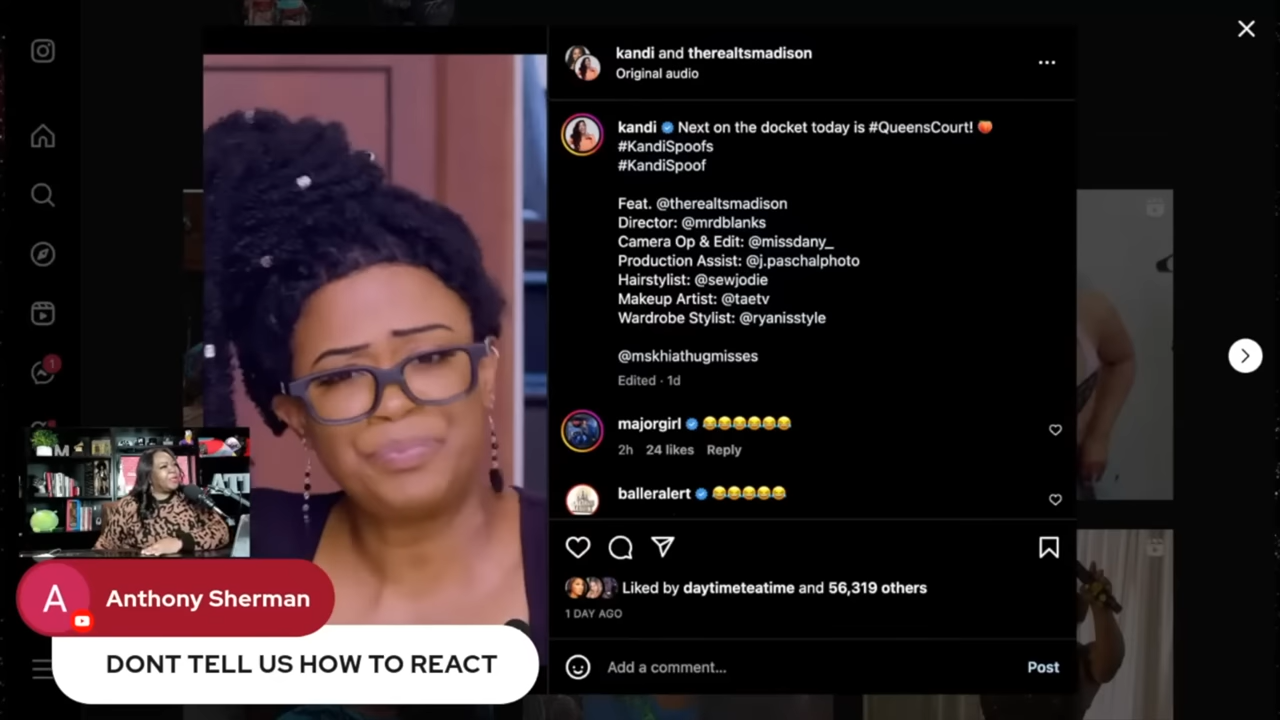 kandi and therealtsmadison
Original audio
kandi Next on the docket today is #QueensCourt! 🍑
#KandiSpoofs
#KandiSpoof
Feat. @therealtsmadison
Director: @mrdblanks
Camera Op & Edit: @missdany_
Production Assist: @j.paschalphoto
Hairstylist: @sewjodie
Makeup Artist: @taetv
Wardrobe Stylist: @ryanisstyle
@mskhiathugmisses
Edited · 1d
majorgirl 😂😂😂😂😂😂
2h 24 likes Reply
balleralert 😂😂😂😂😂
Liked by daytimeteatime and 56,319 others
1 DAY AGO
Add a comment... Post
1
M
ATL
A Anthony Sherman
DONT TELL US HOW TO REACT